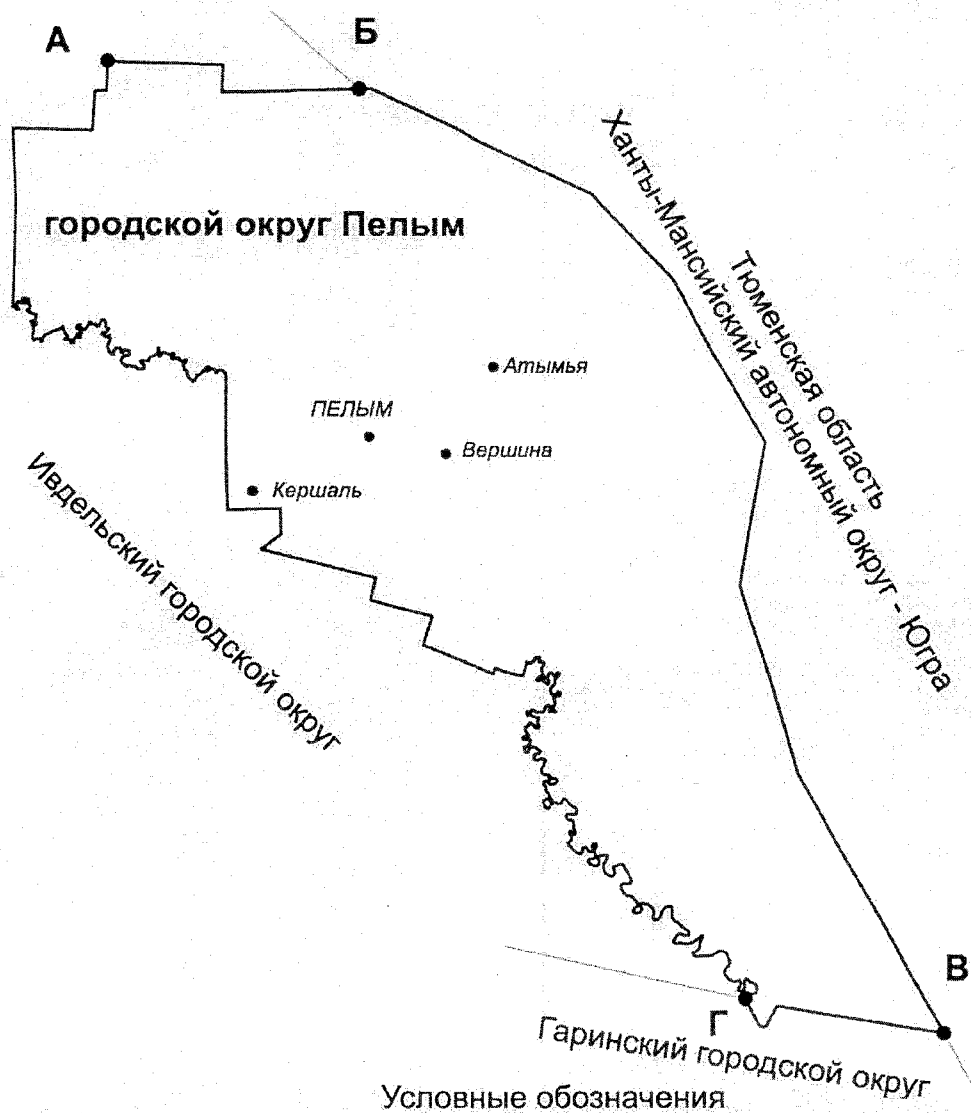 А
Б
городской округ Пелым
Ханты-Мансийский автономный округ - Югра
Тюменская область
Атымья
ПЕЛЫМ
Вершина
Кершаль
Ивдельский городской округ
В
Г
Гаринский городской округ
Условные обозначения